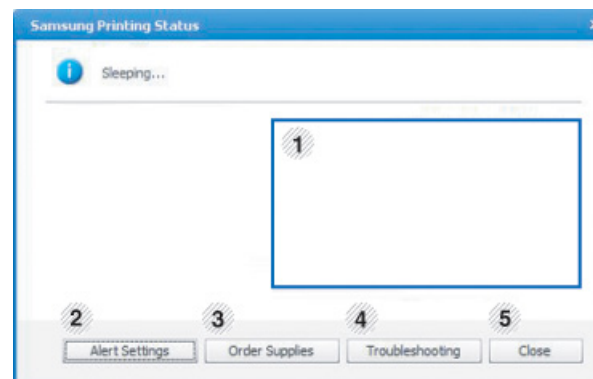 Samsung Printing Status
Sleeping...
1
2 3 4 5
Alert Settings Order Supplies Troubleshooting Close